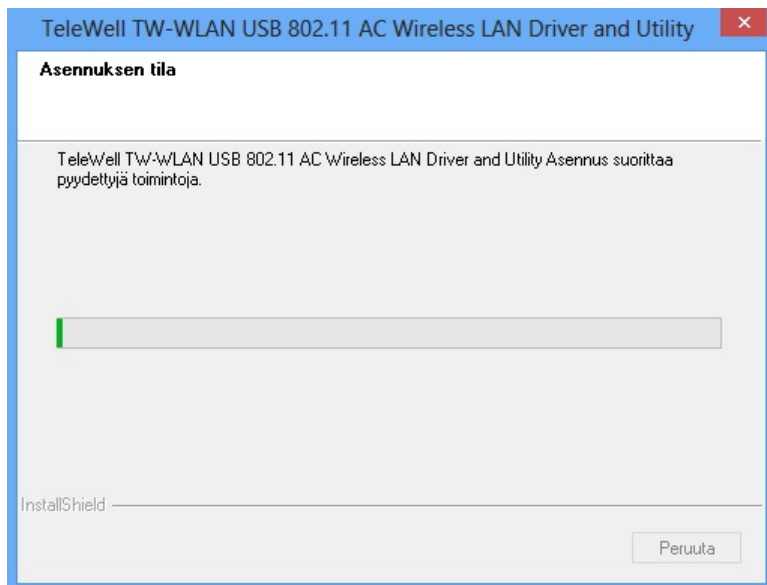 TeleWell TW-WLAN USB 802.11 AC Wireless LAN Driver and Utility
Asennuksen tila
TeleWell TW-WLAN USB 802.11 AC Wireless LAN Driver and Utility Asennus suorittaa
pyydettyjä toimintoja.
InstallShield
Peruuta